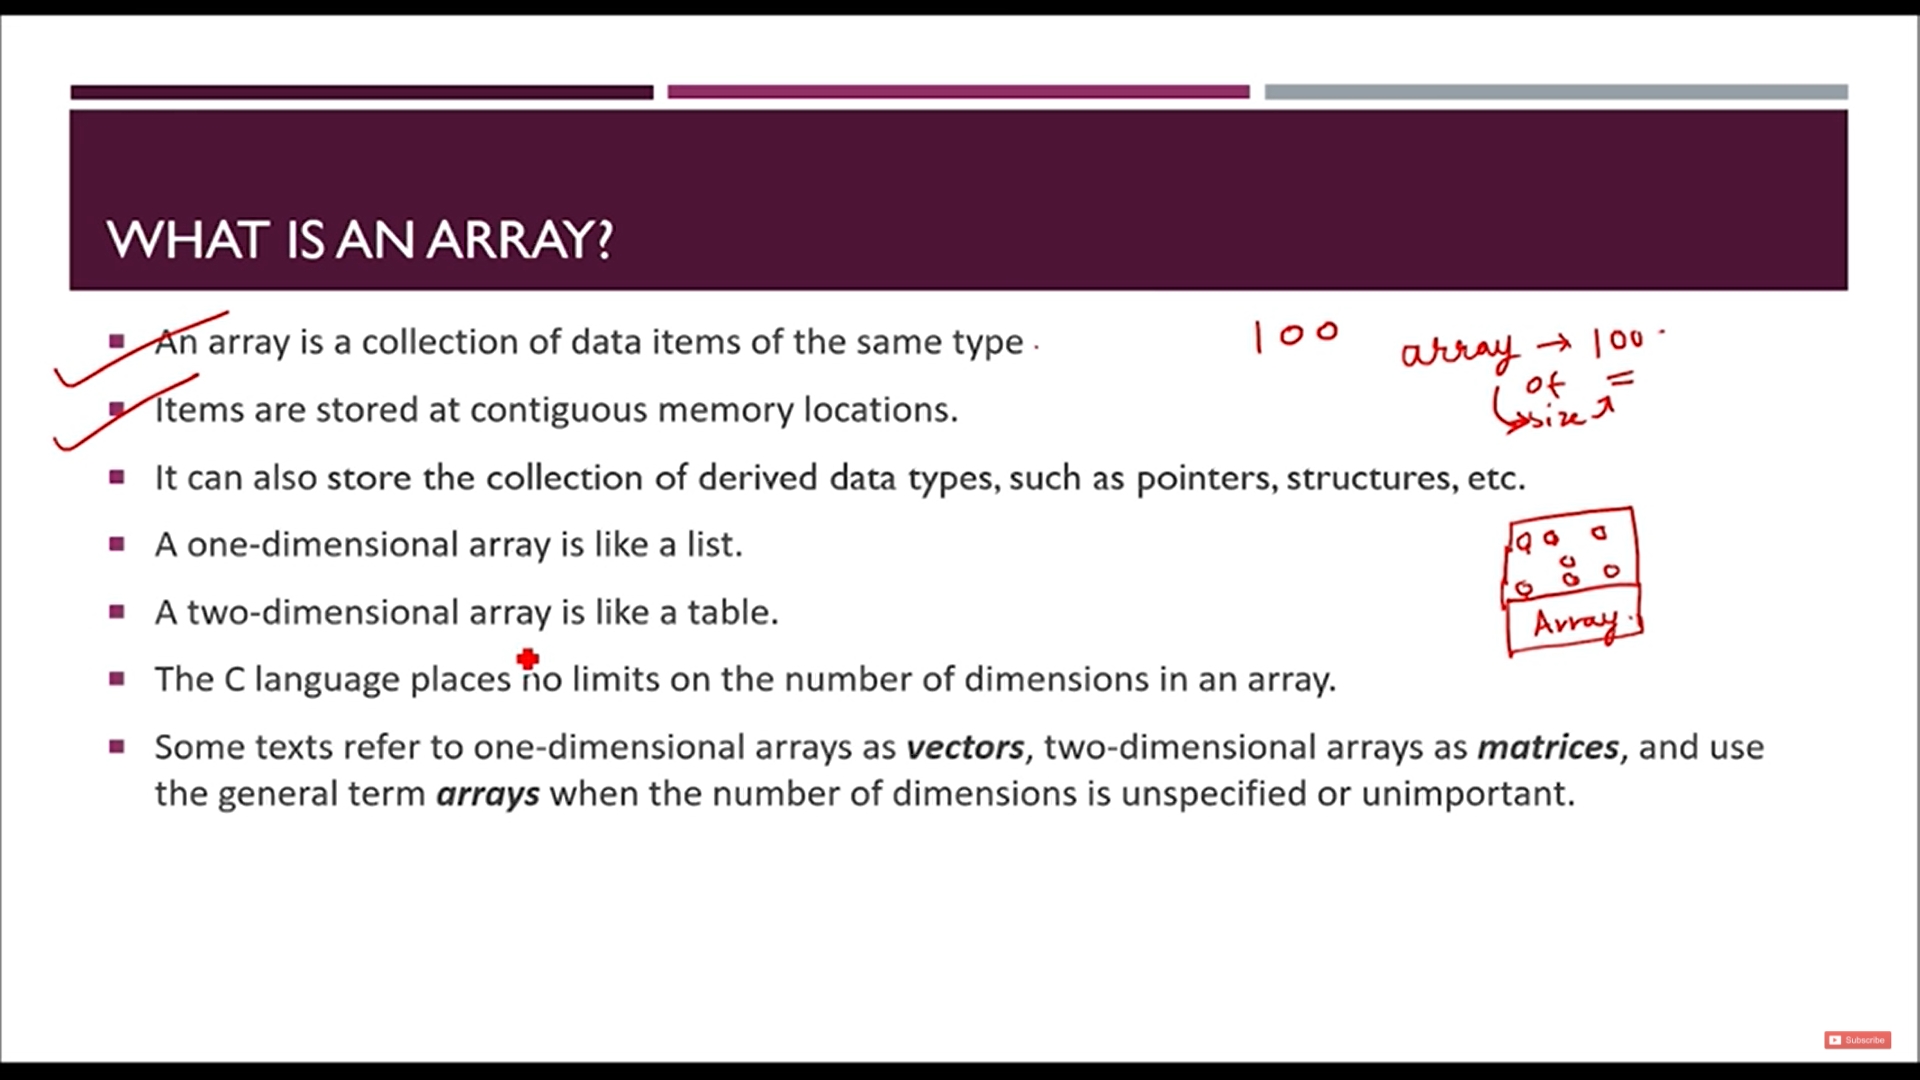 WHAT IS AN ARRAY?
An array is a collection of data items of the same type
100
array → 100
of
size
Items are stored at contiguous memory locations.
It can also store the collection of derived data types, such as pointers, structures, etc.
A one-dimensional array is like a list.
A two-dimensional array is like a table.
Array
The C language places no limits on the number of dimensions in an array.
Some texts refer to one-dimensional arrays as vectors, two-dimensional arrays as matrices, and use
the general term arrays when the number of dimensions is unspecified or unimportant.
Subscribe